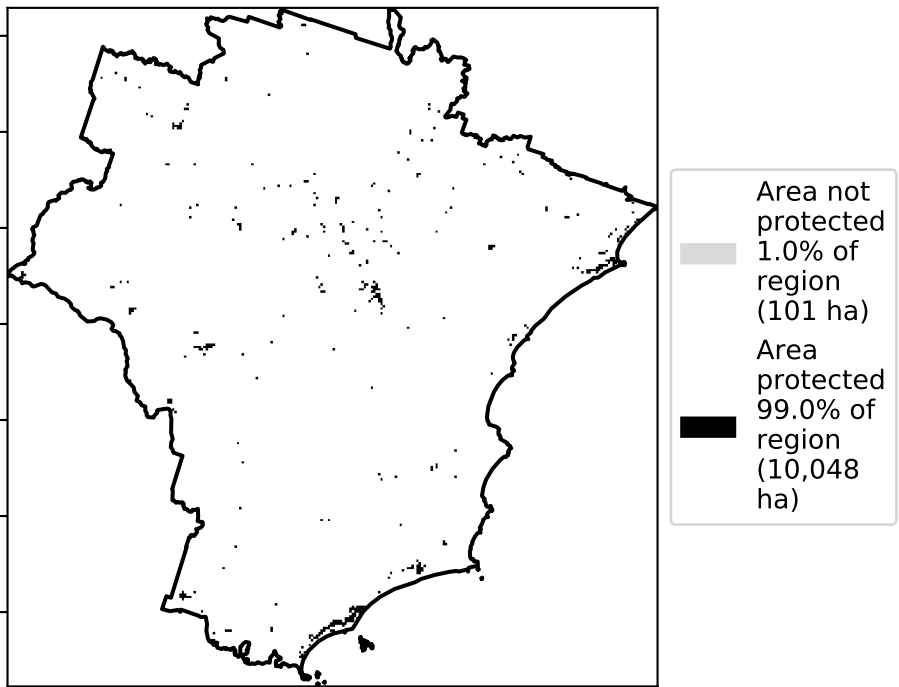 Area not
protected
1.0% of
region
(101 ha)
Area
protected
99.0% of
region
(10,048
ha)